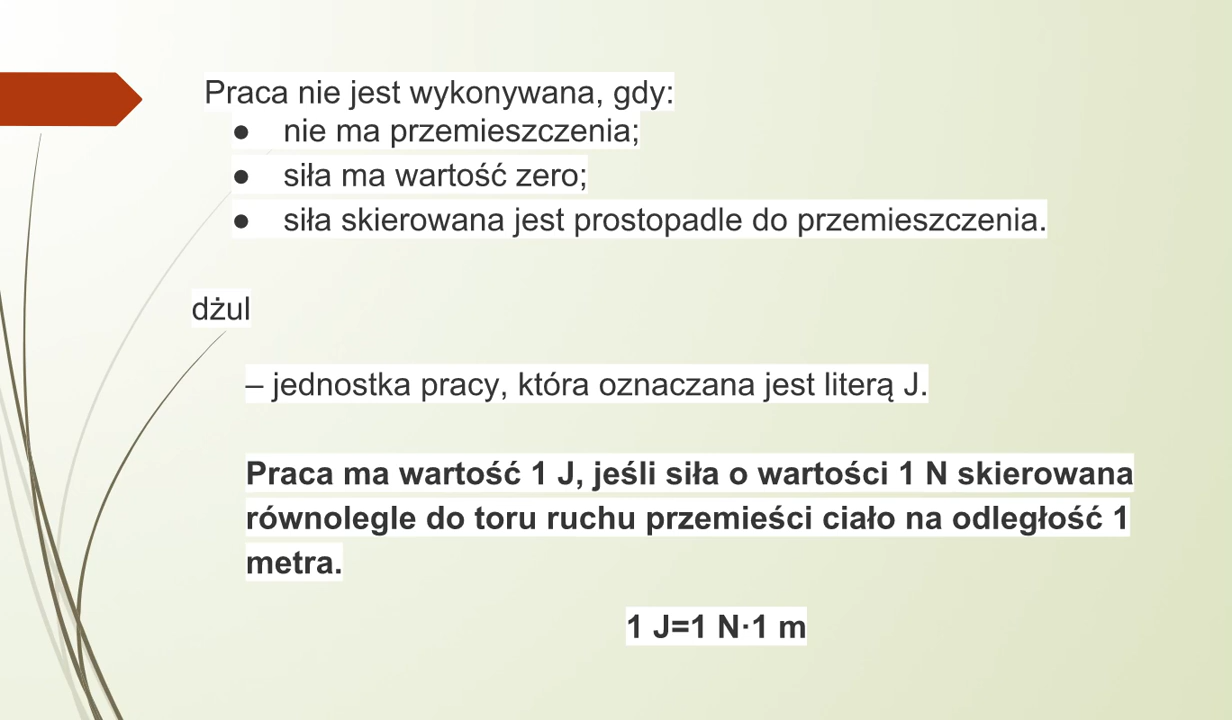 Praca nie jest wykonywana, gdy:
● nie ma przemieszczenia;
● siła ma wartość zero;
● siła skierowana jest prostopadle do przemieszczenia.
dżul
– jednostka pracy, która oznaczana jest literą J.
Praca ma wartość 1 J, jeśli siła o wartości 1 N skierowana
równolegle do toru ruchu przemieści ciało na odległość 1
metra.
1 J=1 N·1 m